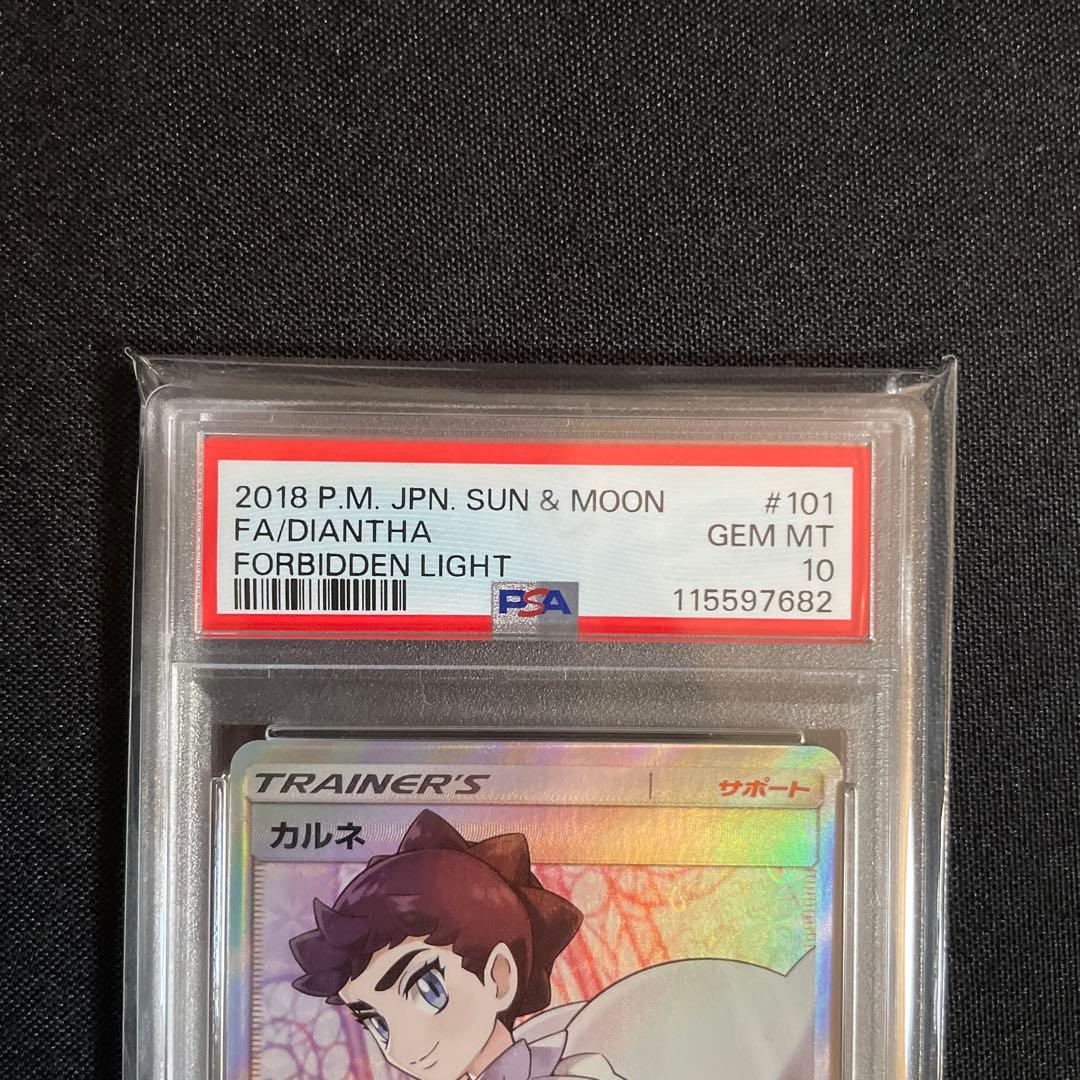 2018 P.M. JPN. SUN & MOON #101
FA/DIANTHA GEM MT
FORBIDDEN LIGHT 10
PSA 115597682
TRAINER'S サポート
カルネ